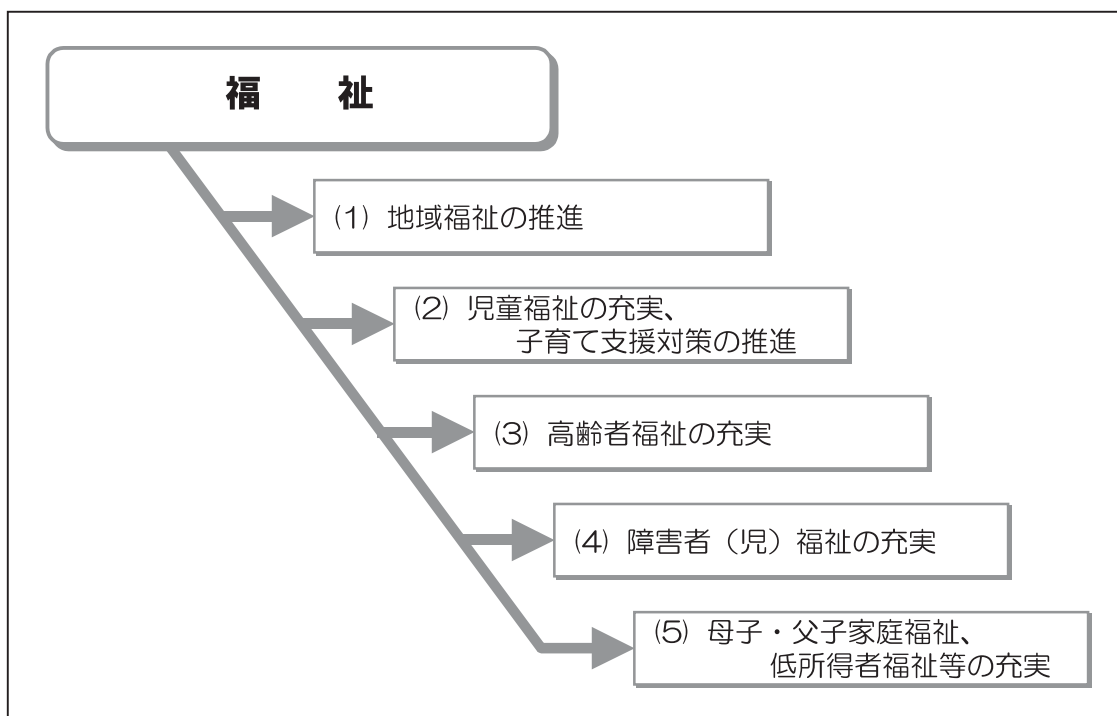 福　祉
(1) 地域福祉の推進
(2) 児童福祉の充実、
子育て支援対策の推進
(3) 高齢者福祉の充実
(4) 障害者（児）福祉の充実
(5) 母子・父子家庭福祉、
低所得者福祉等の充実